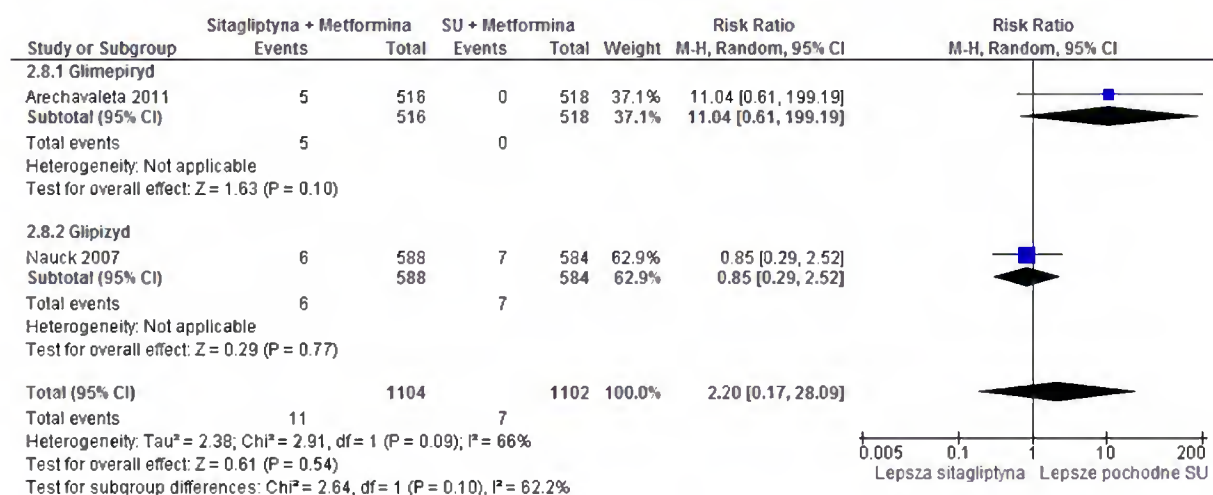 Sitagliptyna + Metformina SU + Metformina Risk Ratio Risk Ratio
Study or Subgroup Events Total Events Total Weight M-H, Random, 95% CI M-H, Random, 95% CI
2.8.1 Glimepiryd
Arechavaleta 2011 5 516 0 518 37.1% 11.04 [0.61, 199.19]
Subtotal (95% CI) 516 518 37.1% 11.04 [0.61, 199.19]
Total events 5 0
Heterogeneity: Not applicable
Test for overall effect: Z = 1.63 (P = 0.10)
2.8.2 Glipizyd
Nauck 2007 6 588 7 584 62.9% 0.85 [0.29, 2.52]
Subtotal (95% CI) 588 584 62.9% 0.85 [0.29, 2.52]
Total events 6 7
Heterogeneity: Not applicable
Test for overall effect: Z = 0.29 (P = 0.77)
Total (95% CI) 1104 1102 100.0% 2.20 [0.17, 28.09]
Total events 11 7
Heterogeneity: Tau² = 2.38; Chi² = 2.91, df = 1 (P = 0.09); I² = 66%
Test for overall effect: Z = 0.61 (P = 0.54)
Test for subgroup differences: Chi² = 2.64, df = 1 (P = 0.10), I² = 62.2%
0.005 0.1 1 10 200
Lepsza sitagliptyna Lepsze pochodne SU